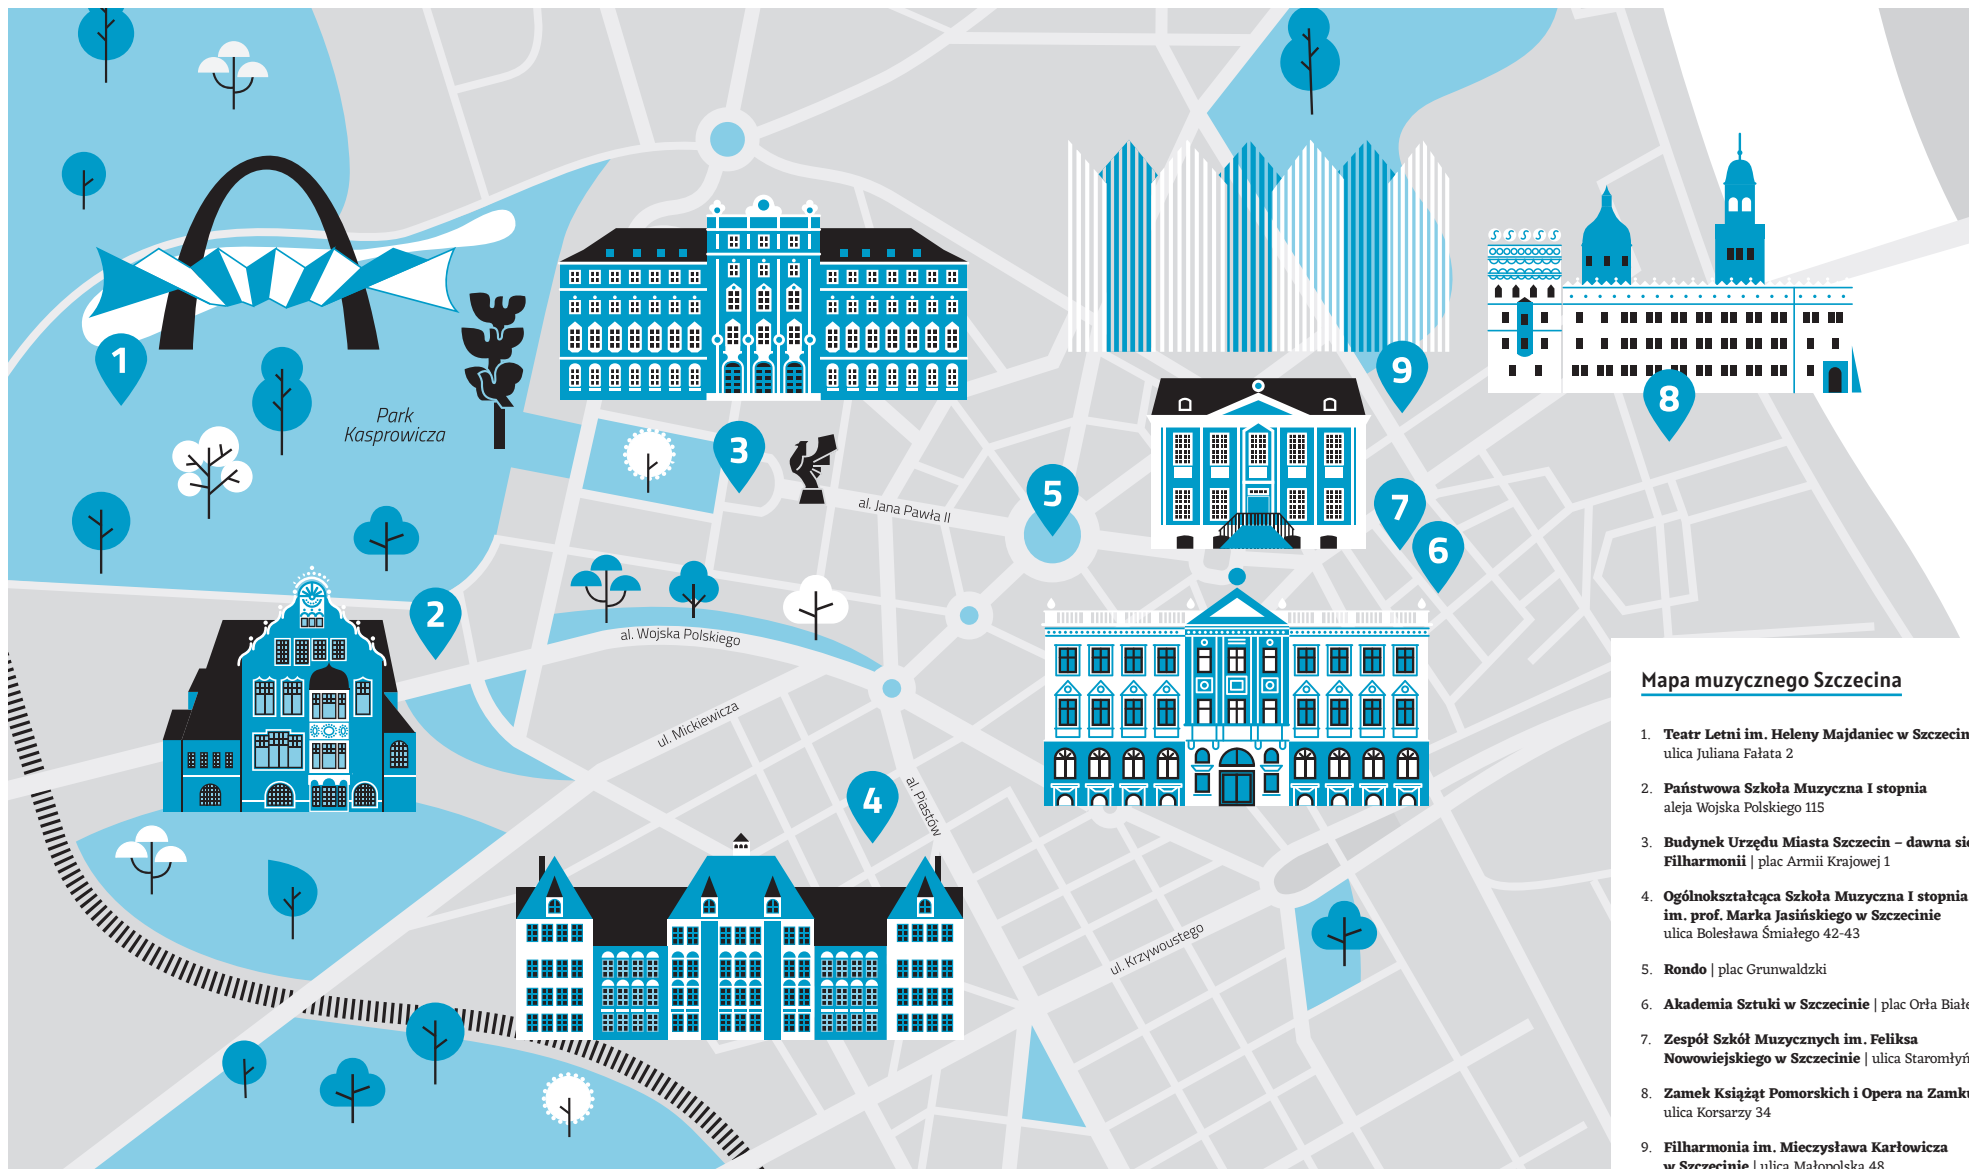 1
Park
Kasprowicza
2
3
al. Jana Pawła II
al. Wojska Polskiego
ul. Mickiewicza
4
al. Piastów
5
9
7
6
8
ul. Krzywoustego
Mapa muzycznego Szczecina
1. Teatr Letni im. Heleny Majdaniec w Szczecin
ulica Juliana Fałata 2
2. Państwowa Szkoła Muzyczna I stopnia
aleja Wojska Polskiego 115
3. Budynek Urzędu Miasta Szczecin – dawna sie
Filharmonii | plac Armii Krajowej 1
4. Ogólnokształcąca Szkoła Muzyczna I stopnia
im. prof. Marka Jasińskiego w Szczecinie
ulica Bolesława Śmiałego 42-43
5. Rondo | plac Grunwaldzki
6. Akademia Sztuki w Szczecinie | plac Orła Białe
7. Zespół Szkół Muzycznych im. Feliksa
Nowowiejskiego w Szczecinie | ulica Staromłyń
8. Zamek Książąt Pomorskich i Opera na Zamku
ulica Korsarzy 34
9. Filharmonia im. Mieczysława Karłowicza
w Szczecinie | ulica Małopolska 48